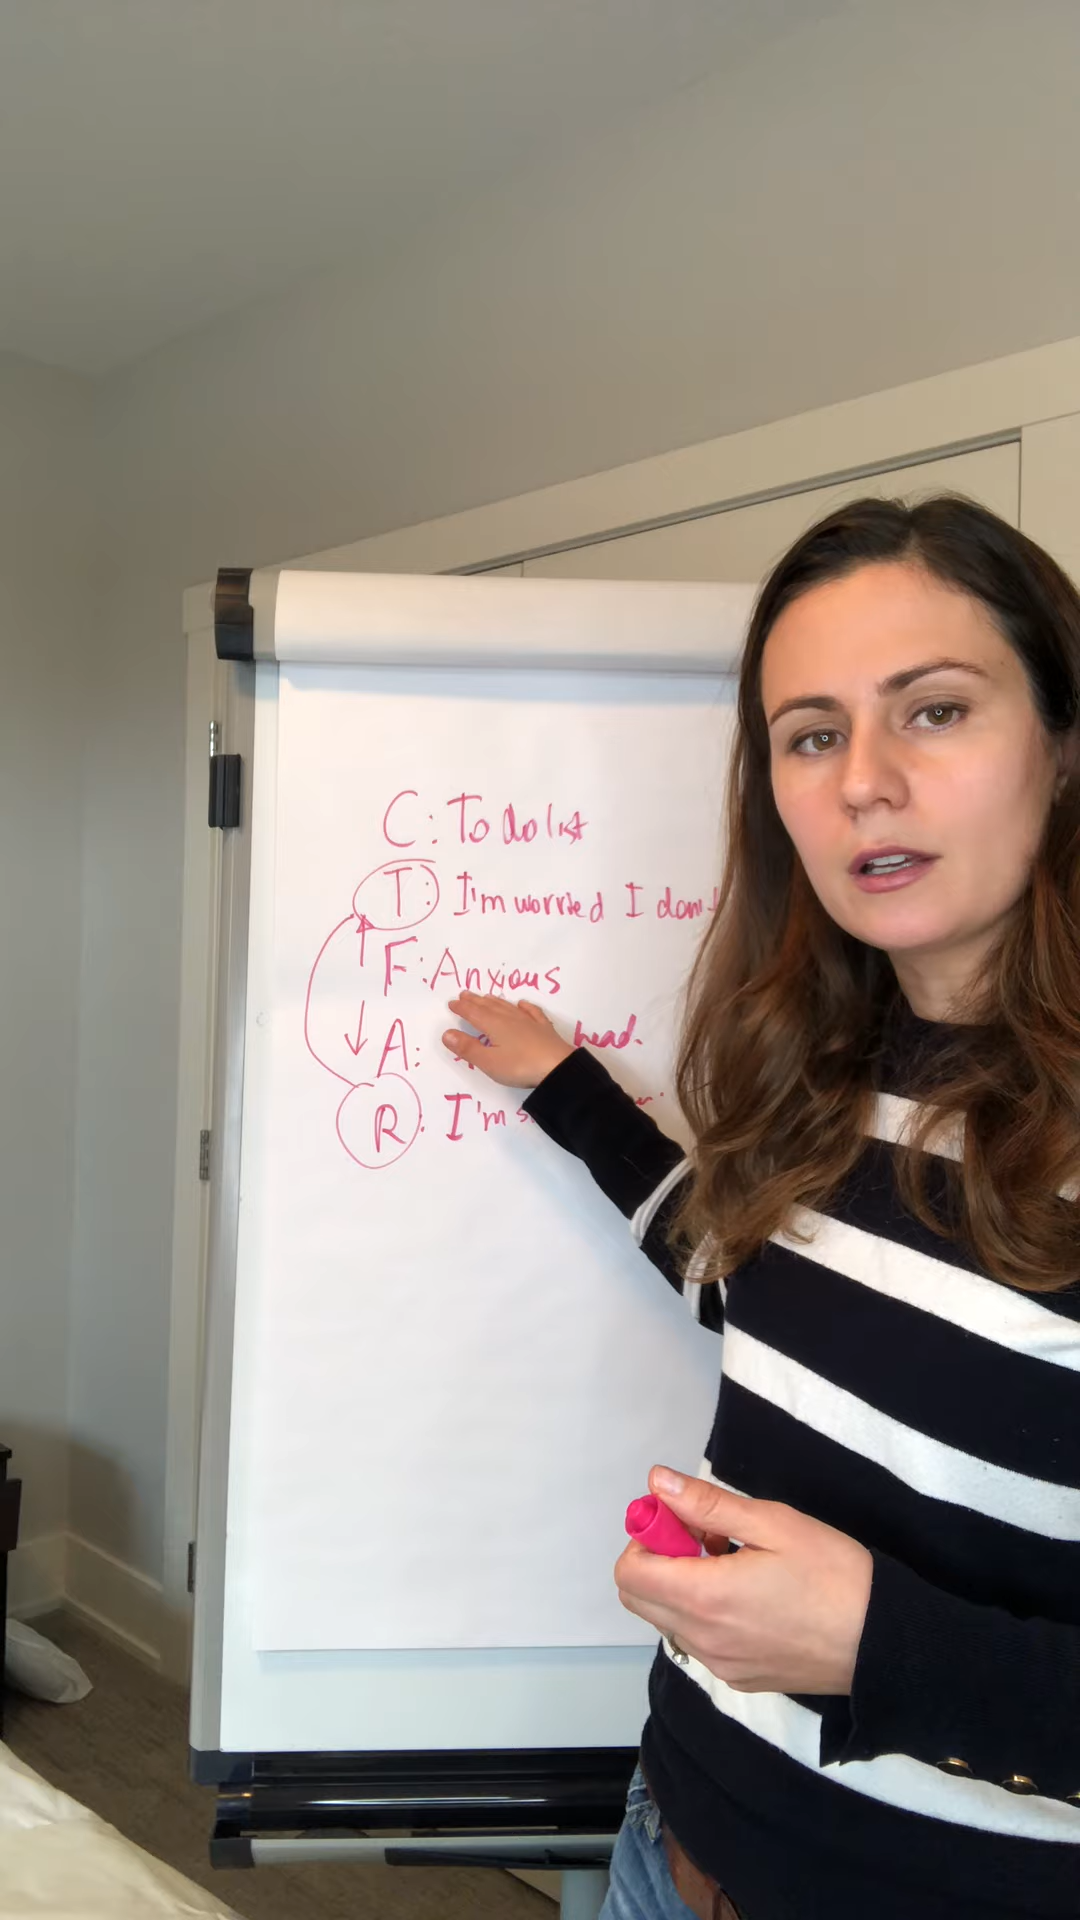 C: To do list
T: I'm worried I don't
F: Anxious
A: head.
R: I'm